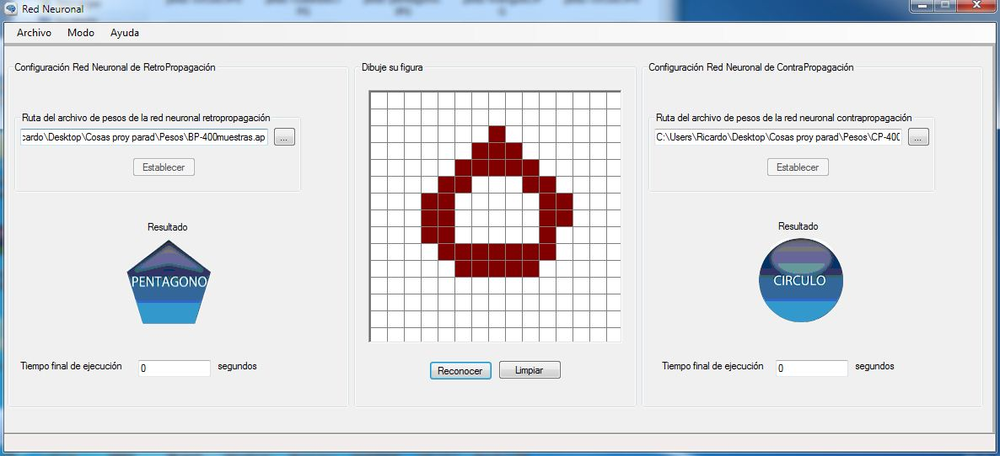 Red Neuronal
Archivo Modo Ayuda
Configuración Red Neuronal de RetroPropagación
Ruta del archivo de pesos de la red neuronal retropropagación
cardo\Desktop\Cosas proy parad\Pesos\BP-400muestras.ap ...
Establecer
Resultado
PENTAGONO
Tiempo final de ejecución 0 segundos
Dibuje su figura
Reconocer Limpiar
Configuración Red Neuronal de ContraPropagación
Ruta del archivo de pesos de la red neuronal contrapropagación
C:\Users\Ricardo\Desktop\Cosas proy parad\Pesos\CP-400 ...
Establecer
Resultado
CIRCULO
Tiempo final de ejecución 0 segundos